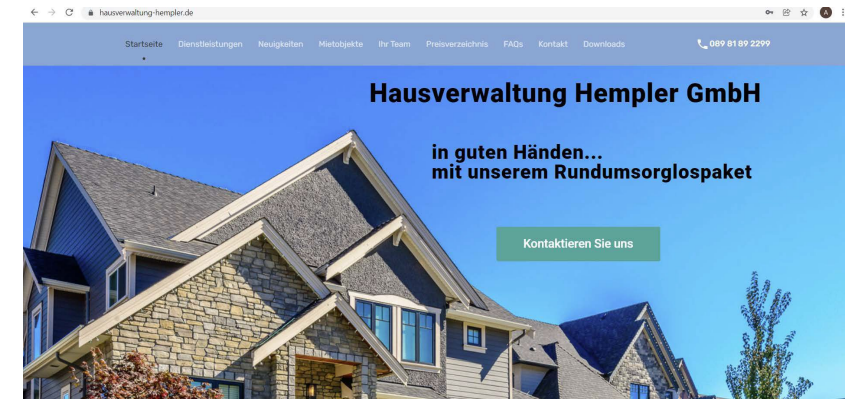 hausverwaltung-hempler.de
A
Startseite Dienstleistungen Neuigkeiten Mietobjekte Ihr Team Preisverzeichnis FAQs Kontakt Downloads 089 81 89 2299
Hausverwaltung Hempler GmbH
in guten Händen...
mit unserem Rundumsorglospaket
Kontaktieren Sie uns